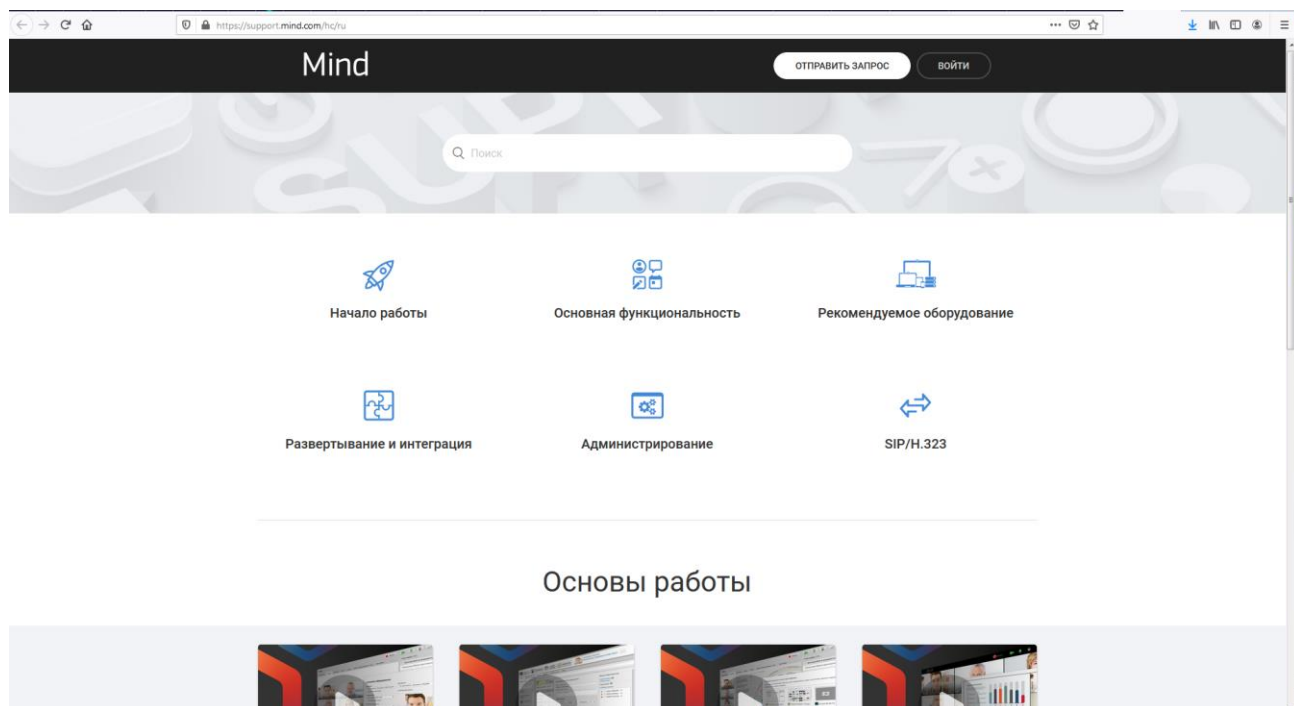 https://support.mind.com/hc/ru
Mind
ОТПРАВИТЬ ЗАПРОС
ВОЙТИ
Поиск
Начало работы
Основная функциональность
Рекомендуемое оборудование
Развертывание и интеграция
Администрирование
SIP/H.323
Основы работы